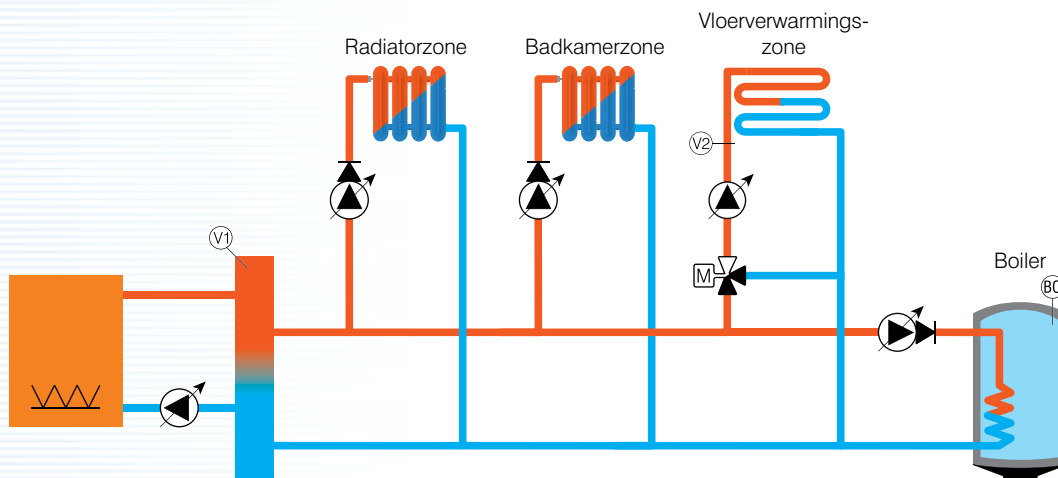 Vloerverwarmings-
zone
Radiatorzone
Badkamerzone
V2
V1
M
Boiler